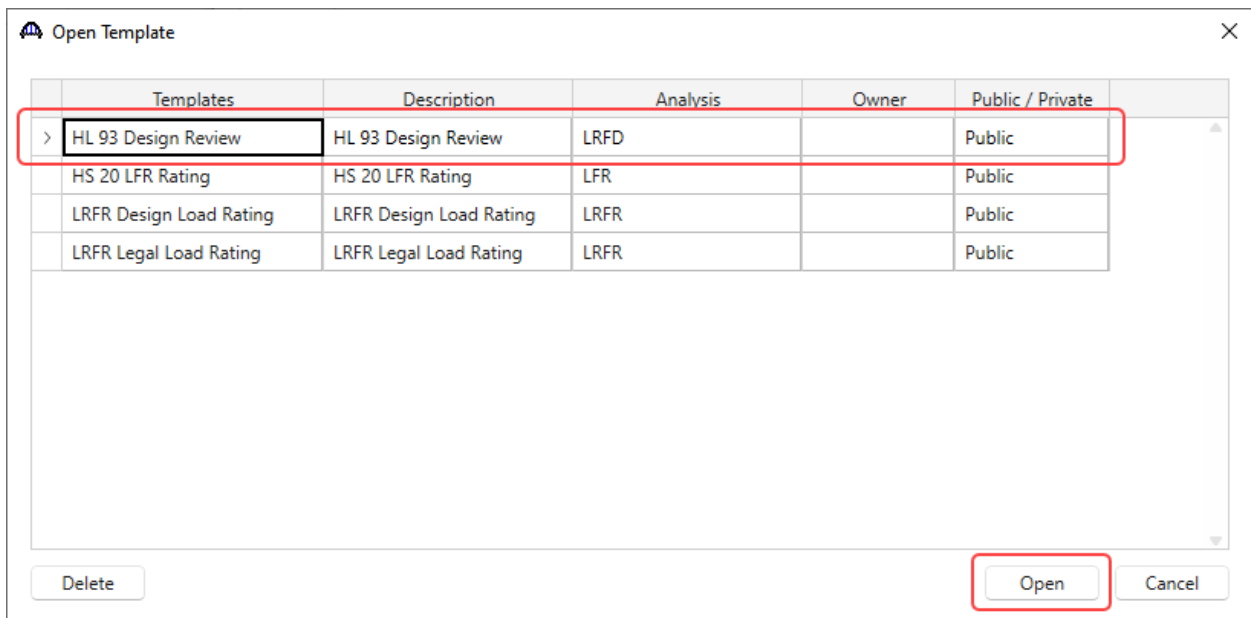 Open Template
Templates Description Analysis Owner Public / Private
HL 93 Design Review HL 93 Design Review LRFD Public
HS 20 LFR Rating HS 20 LFR Rating LFR Public
LRFR Design Load Rating LRFR Design Load Rating LRFR Public
LRFR Legal Load Rating LRFR Legal Load Rating LRFR Public
Delete Open Cancel